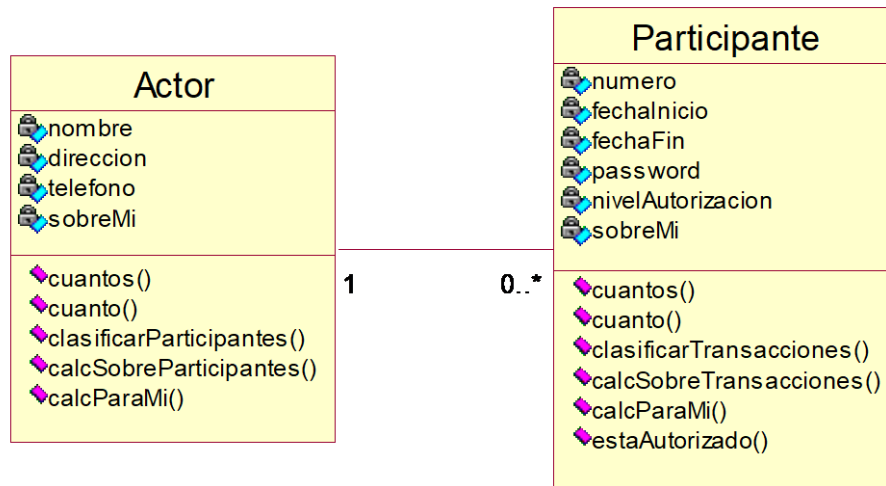 Actor
nombre
direccion
telefono
sobreMi
cuantos()
cuanto()
clasificarParticipantes()
calcSobreParticipantes()
calcParaMi()
1
0..*
Participante
numero
fechaInicio
fechaFin
password
nivelAutorizacion
sobreMi
cuantos()
cuanto()
clasificarTransacciones()
calcSobreTransacciones()
calcParaMi()
estaAutorizado()